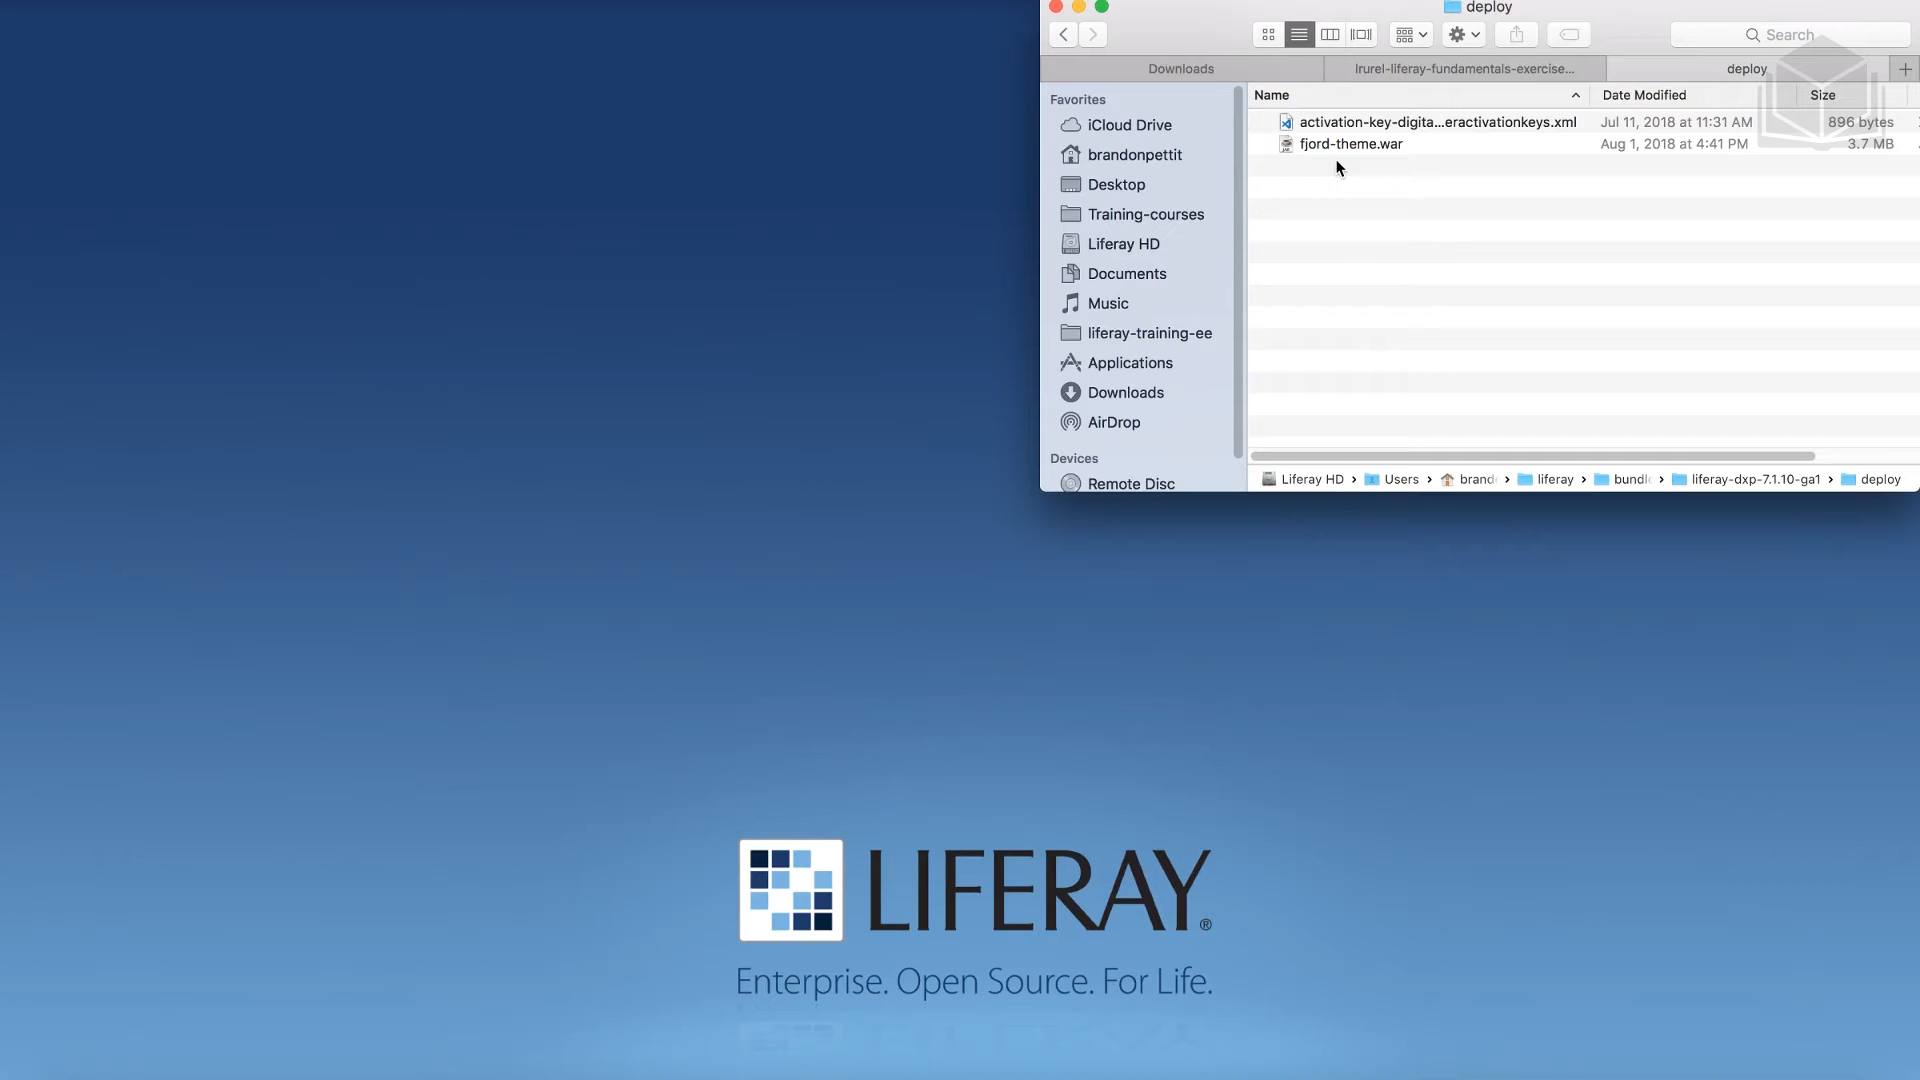 deploy
Search
Downloads
lrurel-liferay-fundamentals-exercise...
deploy
Favorites
iCloud Drive
brandonpettit
Desktop
Training-courses
Liferay HD
Documents
Music
liferay-training-ee
Applications
Downloads
AirDrop
Devices
Remote Disc
Name Date Modified Size
activation-key-digita...eractivationkeys.xml Jul 11, 2018 at 11:31 AM 896 bytes
fjord-theme.war Aug 1, 2018 at 4:41 PM 3.7 MB
Liferay HD > Users > brand > liferay > bundl > liferay-dxp-7.1.10-ga1 > deploy
LIFERAY®
Enterprise. Open Source. For Life.